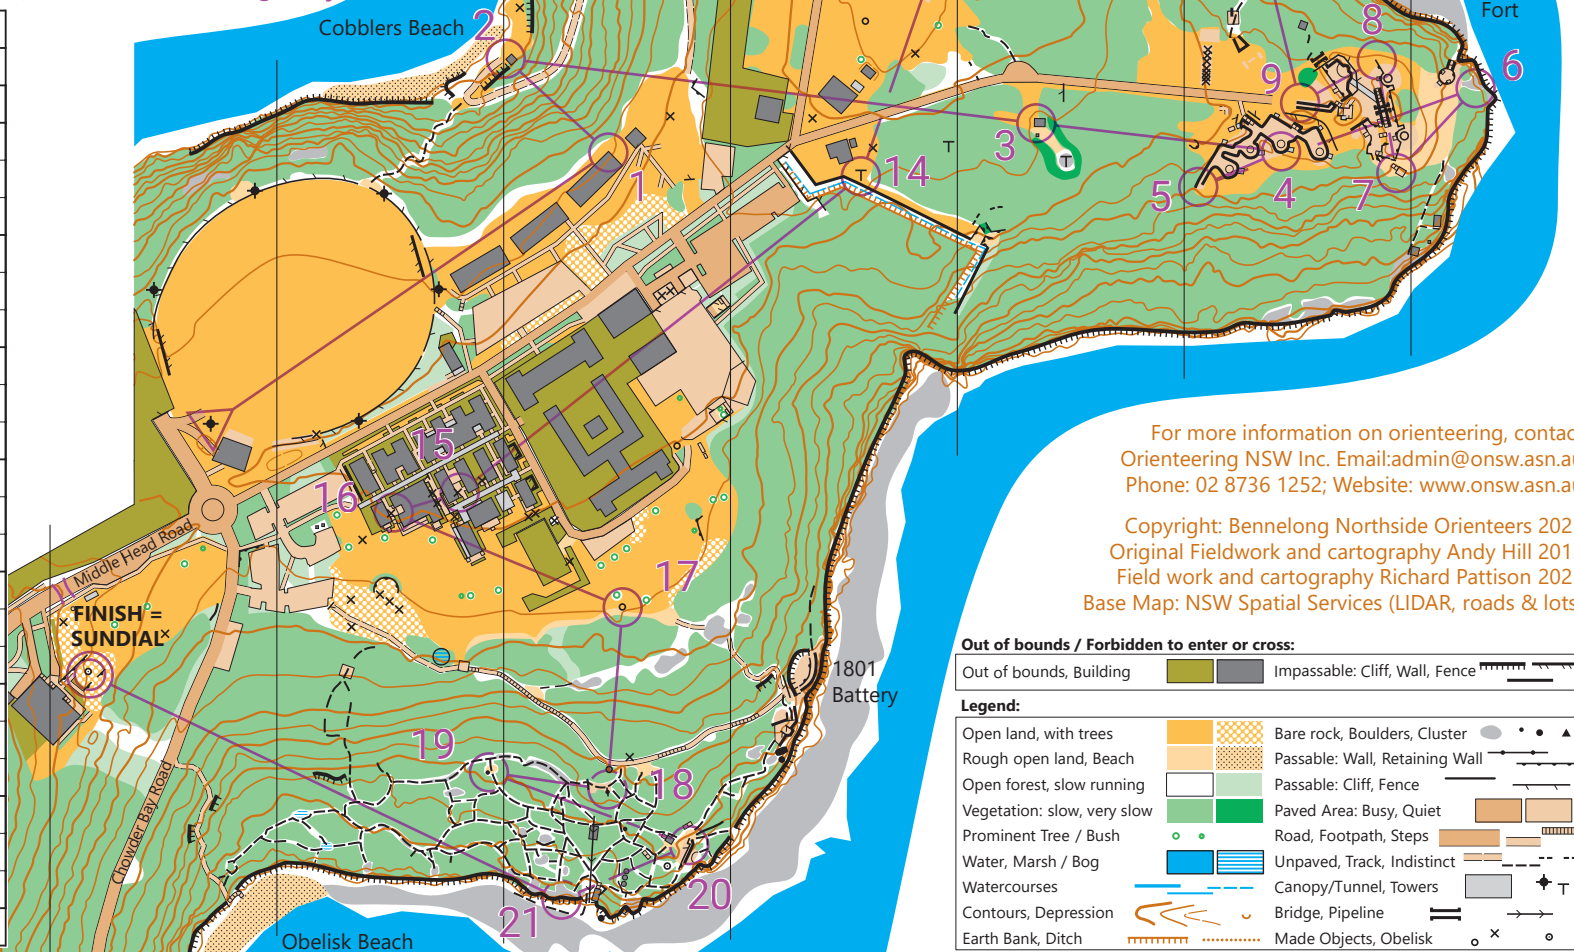 Cobblers Beach
2
8
Fort
6
9
3
14
1
5
4
7
15
16
17
Middle Head Road
FINISH =
SUNDIAL
1801
Battery
19
18
Chowder Bay Road
20
21
Obelisk Beach
For more information on orienteering, contac
Orienteering NSW Inc. Email:admin@onsw.asn.au
Phone: 02 8736 1252; Website: www.onsw.asn.au
Copyright: Bennelong Northside Orienteers 202
Original Fieldwork and cartography Andy Hill 201
Field work and cartography Richard Pattison 202
Base Map: NSW Spatial Services (LIDAR, roads & lots
Out of bounds / Forbidden to enter or cross:
Out of bounds, Building Impassable: Cliff, Wall, Fence
Legend:
Open land, with trees Bare rock, Boulders, Cluster
Rough open land, Beach Passable: Wall, Retaining Wall
Open forest, slow running Passable: Cliff, Fence
Vegetation: slow, very slow Paved Area: Busy, Quiet
Prominent Tree / Bush Road, Footpath, Steps
Water, Marsh / Bog Unpaved, Track, Indistinct
Watercourses Canopy/Tunnel, Towers
Contours, Depression Bridge, Pipeline
Earth Bank, Ditch Made Objects, Obelisk